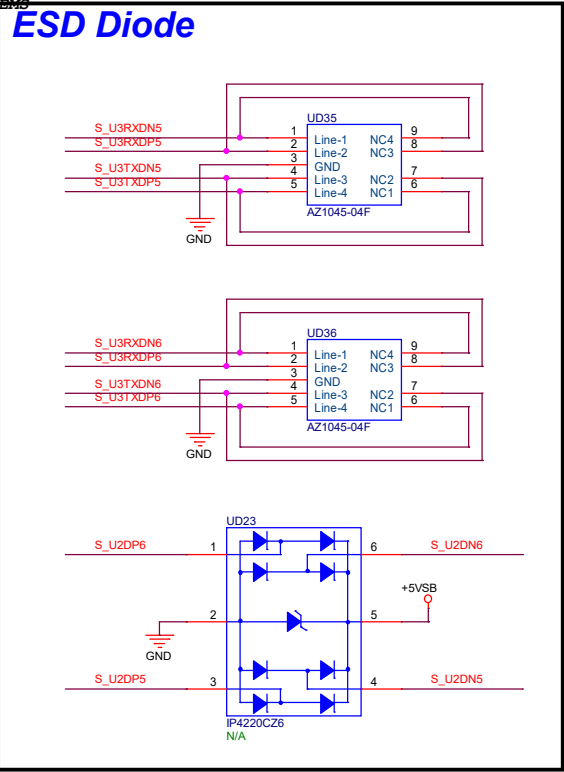 ESD Diode
UD35
S_U3RXDN5 1 Line-1 NC4 9
S_U3RXDP5 2 Line-2 NC3 8
3 GND
S_U3TXDN5 4 Line-3 NC2 7
S_U3TXDP5 5 Line-4 NC1 6
AZ1045-04F
GND
UD36
S_U3RXDN6 1 Line-1 NC4 9
S_U3RXDP6 2 Line-2 NC3 8
3 GND
S_U3TXDN6 4 Line-3 NC2 7
S_U3TXDP6 5 Line-4 NC1 6
AZ1045-04F
GND
UD23
S_U2DP6 1 6 S_U2DN6
+5VSB
2 5
GND
S_U2DP5 3 4 S_U2DN5
IP4220CZ6
N/A